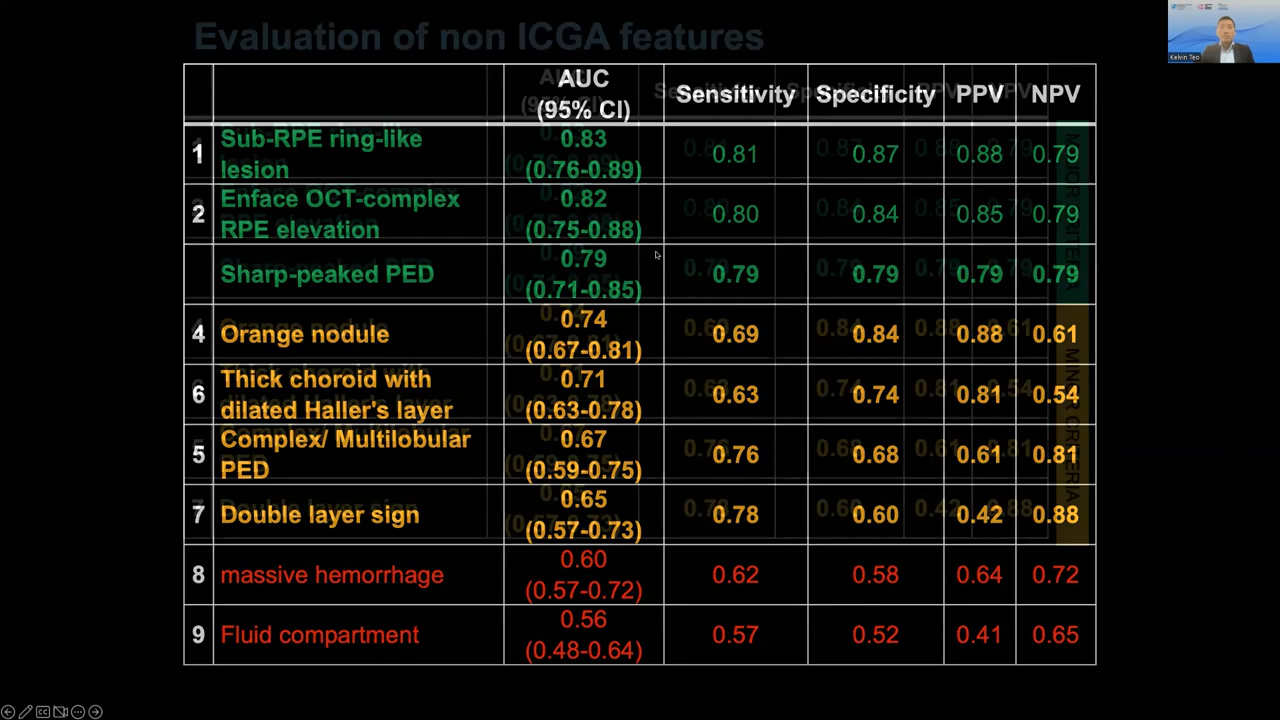 Evaluation of non ICGA features
AUC
(95% CI)
Sensitivity
Specificity
PPV
NPV
1
Sub-RPE ring-like
lesion
0.83
(0.76-0.89)
0.81
0.87
0.88
0.79
2
Enface OCT-complex
RPE elevation
0.82
(0.75-0.88)
0.80
0.84
0.85
0.79
Sharp-peaked PED
0.79
(0.71-0.85)
0.79
0.79
0.79
0.79
4
Orange nodule
0.74
(0.67-0.81)
0.69
0.84
0.88
0.61
6
Thick choroid with
dilated Haller's layer
0.71
(0.63-0.78)
0.63
0.74
0.81
0.54
5
Complex/ Multilobular
PED
0.67
(0.59-0.75)
0.76
0.68
0.61
0.81
7
Double layer sign
0.65
(0.57-0.73)
0.78
0.60
0.42
0.88
8
massive hemorrhage
0.60
(0.57-0.72)
0.62
0.58
0.64
0.72
9
Fluid compartment
0.56
(0.48-0.64)
0.57
0.52
0.41
0.65
MINOR CRITERIA
Kelvin Teo